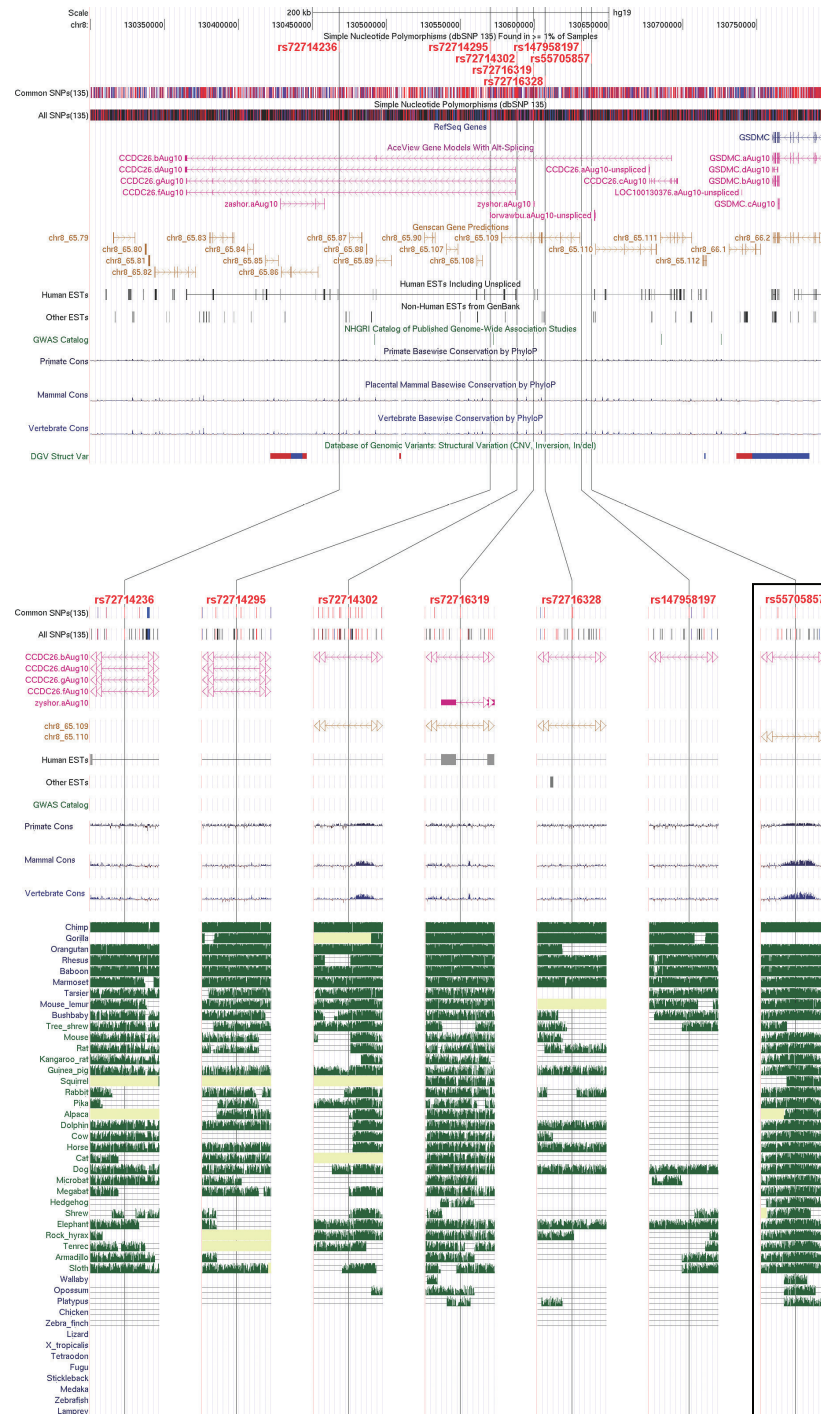 Scale 200 kb hg19
chr8: 130350000 130400000 130450000 130500000 130550000 130600000 130650000 130700000 130750000
Simple Nucleotide Polymorphisms (dbSNP 135) Found in >= 1% of Samples
rs72714236 rs72714295 rs147958197
rs72714302 rs55705857
rs72716319
rs72716328
Common SNPs(135)
Simple Nucleotide Polymorphisms (dbSNP 135)
All SNPs(135)
RefSeq Genes
GSDMC
AceView Gene Models With Alt-Splicing
CCDC26.bAug10 GSDMC.aAug10
CCDC26.dAug10 CCDC26.aAug10-unspliced GSDMC.dAug10
CCDC26.gAug10 CCDC26.cAug10 GSDMC.bAug10
CCDC26.fAug10 LOC100130376.aAug10-unspliced
zashor.aAug10 zyshor.aAug10 GSDMC.cAug10
lorwawbu.aAug10-unspliced
Genscan Gene Predictions
chr8_65.79 chr8_65.83 chr8_65.87 chr8_65.90 chr8_65.109 chr8_65.111 chr8_66.2
chr8_65.80 chr8_65.84 chr8_65.88 chr8_65.107 chr8_65.110 chr8_66.1
chr8_65.81 chr8_65.85 chr8_65.89 chr8_65.108 chr8_65.112
chr8_65.82 chr8_65.86
Human ESTs Including Unspliced
Human ESTs
Non-Human ESTs from GenBank
Other ESTs
NHGRI Catalog of Published Genome-Wide Association Studies
GWAS Catalog
Primate Basewise Conservation by PhyloP
Primate Cons
Placental Mammal Basewise Conservation by PhyloP
Mammal Cons
Vertebrate Basewise Conservation by PhyloP
Vertebrate Cons
Database of Genomic Variants: Structural Variation (CNV, Inversion, In/del)
DGV Struct Var
rs72714236 rs72714295 rs72714302 rs72716319 rs72716328 rs147958197 rs55705857
Common SNPs(135)
All SNPs(135)
CCDC26.bAug10
CCDC26.dAug10
CCDC26.gAug10
CCDC26.fAug10
zyshor.aAug10
chr8_65.109
chr8_65.110
Human ESTs
Other ESTs
GWAS Catalog
Primate Cons
Mammal Cons
Vertebrate Cons
Chimp
Gorilla
Orangutan
Rhesus
Baboon
Marmoset
Tarsier
Mouse_lemur
Bushbaby
Tree_shrew
Mouse
Rat
Kangaroo_rat
Guinea_pig
Squirrel
Rabbit
Pika
Alpaca
Dolphin
Cow
Horse
Cat
Dog
Microbat
Megabat
Hedgehog
Shrew
Elephant
Rock_hyrax
Tenrec
Armadillo
Sloth
Wallaby
Opossum
Platypus
Chicken
Zebra_finch
Lizard
X_tropicalis
Tetraodon
Fugu
Stickleback
Medaka
Zebrafish
Lamprey